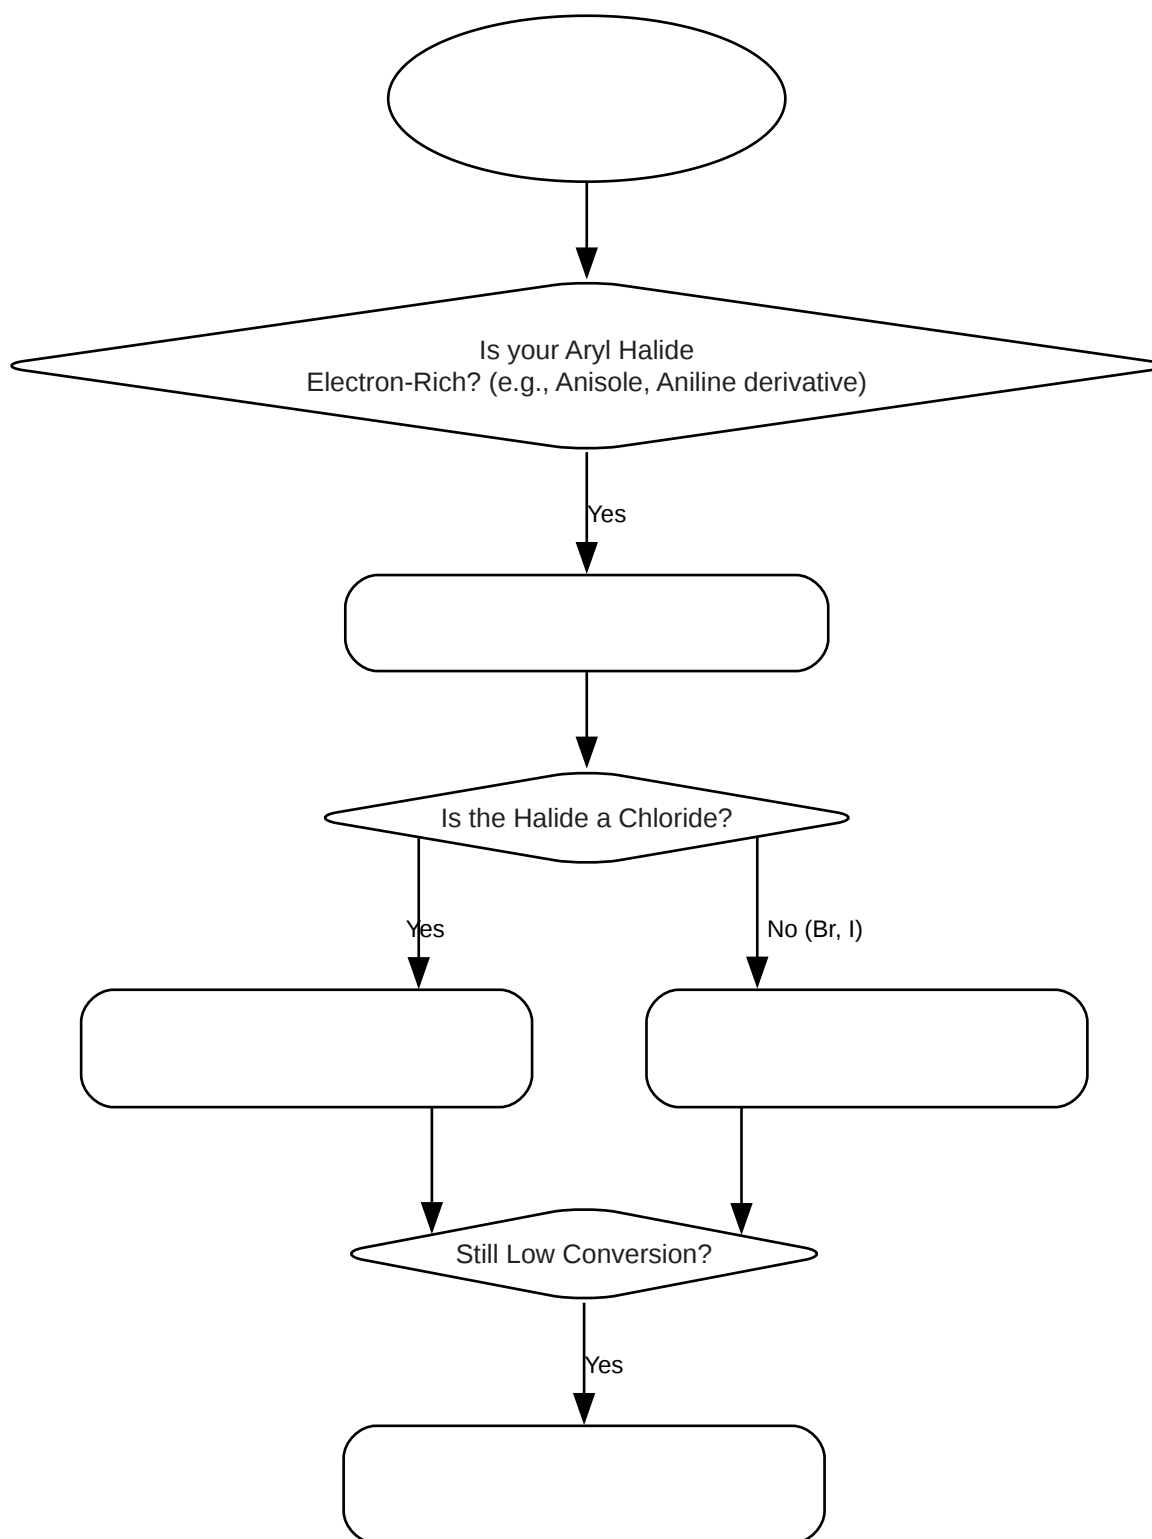 Is your Aryl Halide
Electron-Rich? (e.g., Anisole, Aniline derivative)
Yes
Is the Halide a Chloride?
Yes
No (Br, I)
Still Low Conversion?
Yes